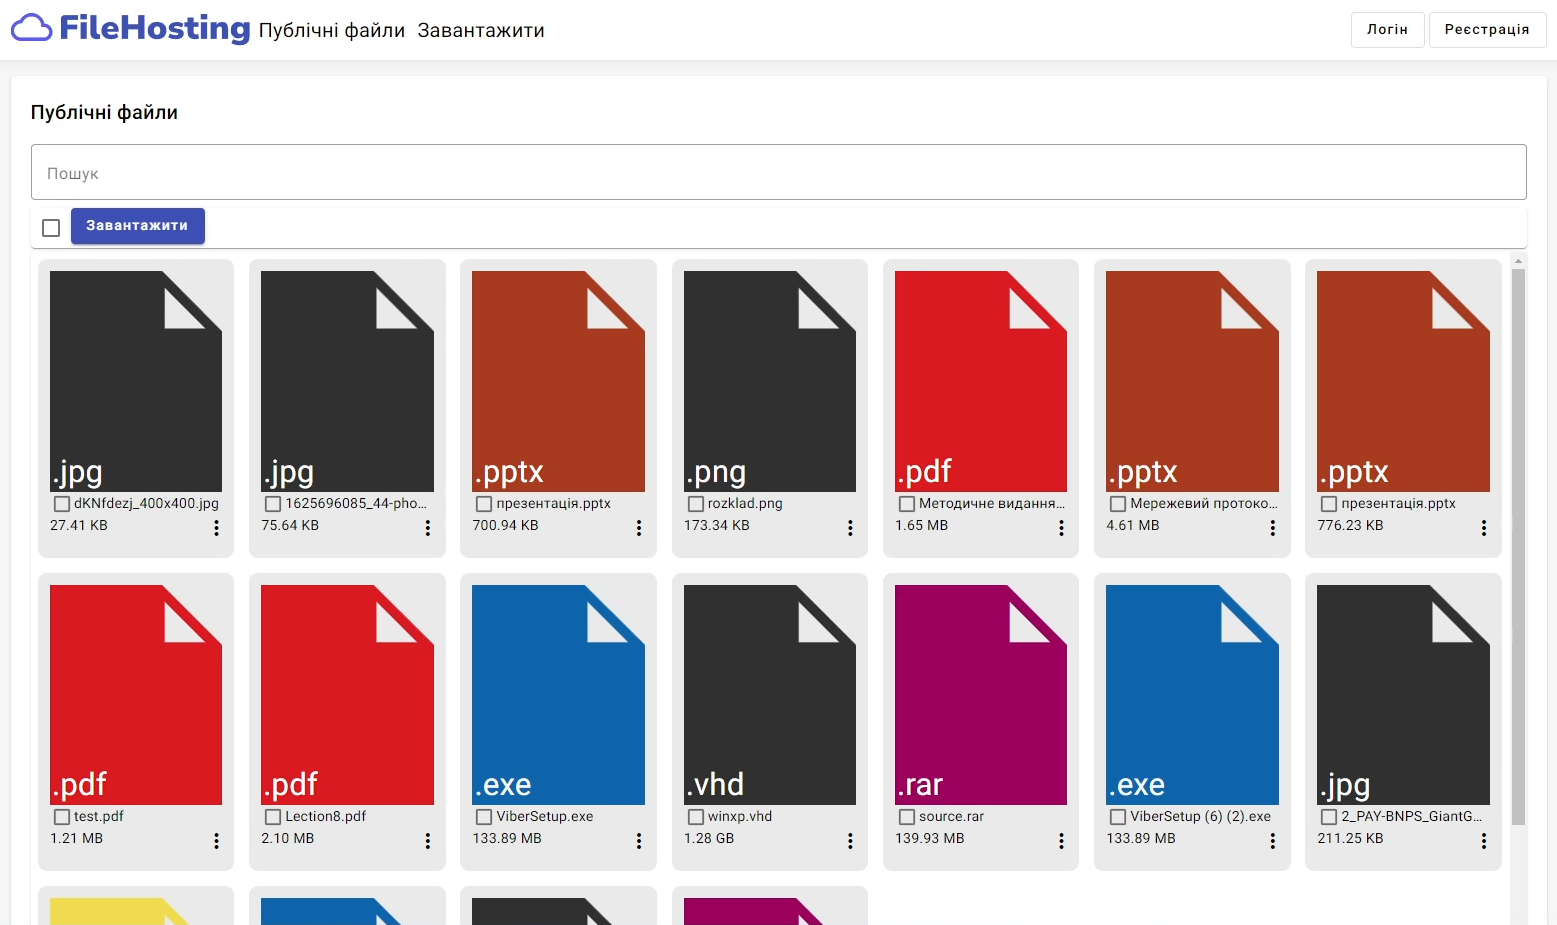 FileHosting Публічні файли Завантажити Логін Реєстрація
Публічні файли
Пошук
Завантажити
.jpg .jpg .pptx .png .pdf .pptx .pptx
dKNfdezj_400x400.jpg 1625696085_44-pho... презентація.pptx rozklad.png Методичне видання... Мережевий протоко... презентація.pptx
27.41 KB 75.64 KB 700.94 KB 173.34 KB 1.65 MB 4.61 MB 776.23 KB
.pdf .pdf .exe .vhd .rar .exe .jpg
test.pdf Lection8.pdf ViberSetup.exe winxp.vhd source.rar ViberSetup (6) (2).exe 2_PAY-BNPS_GiantG...
1.21 MB 2.10 MB 133.89 MB 1.28 GB 139.93 MB 133.89 MB 211.25 KB